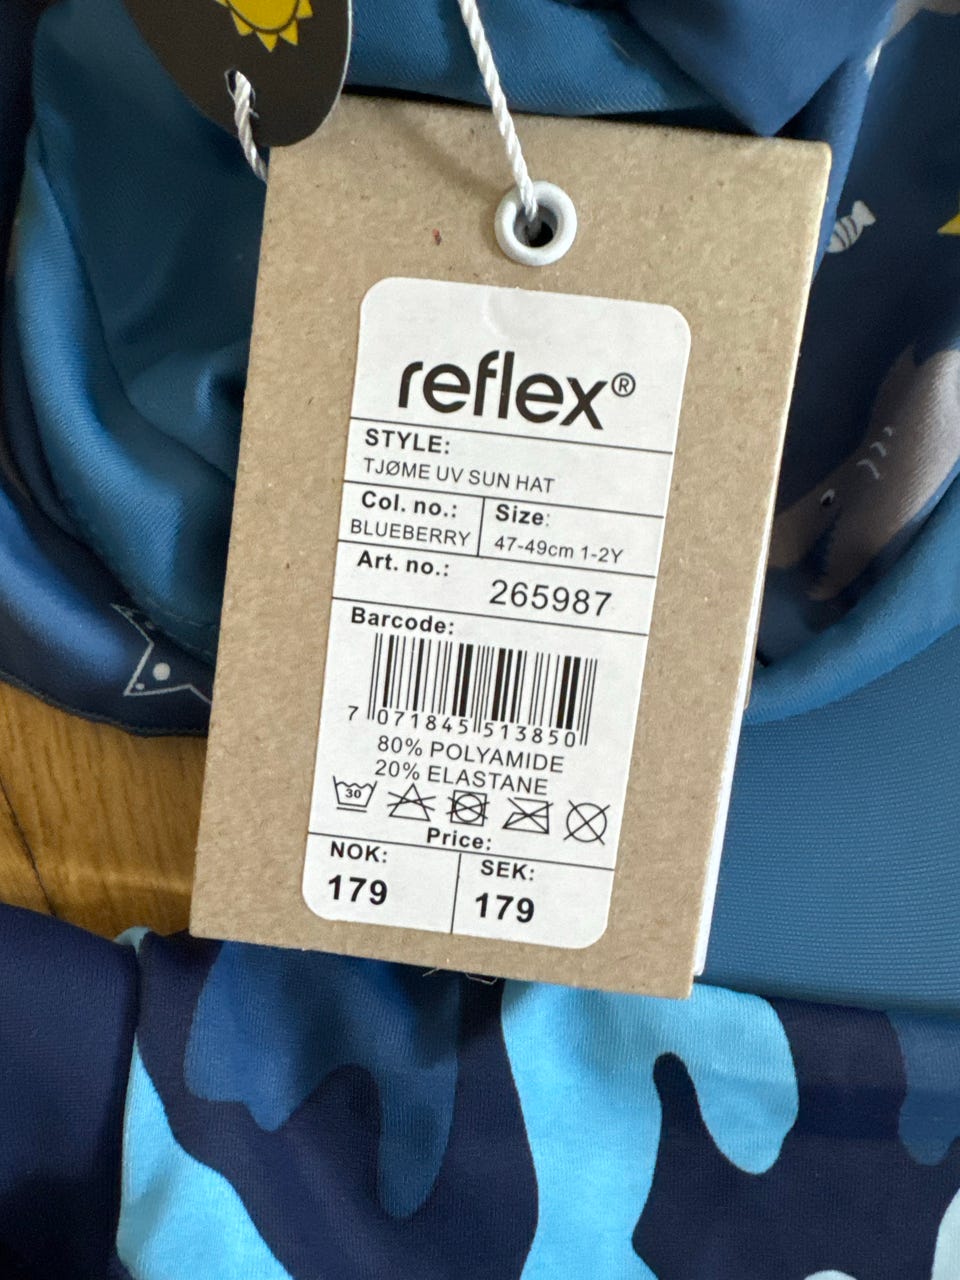 reflex®
STYLE:
TJØME UV SUN HAT
Col. no.: Size:
BLUEBERRY 47-49cm 1-2Y
Art. no.: 265987
Barcode:
7 071845 513850
80% POLYAMIDE
20% ELASTANE
30
Price:
NOK: SEK:
179 179